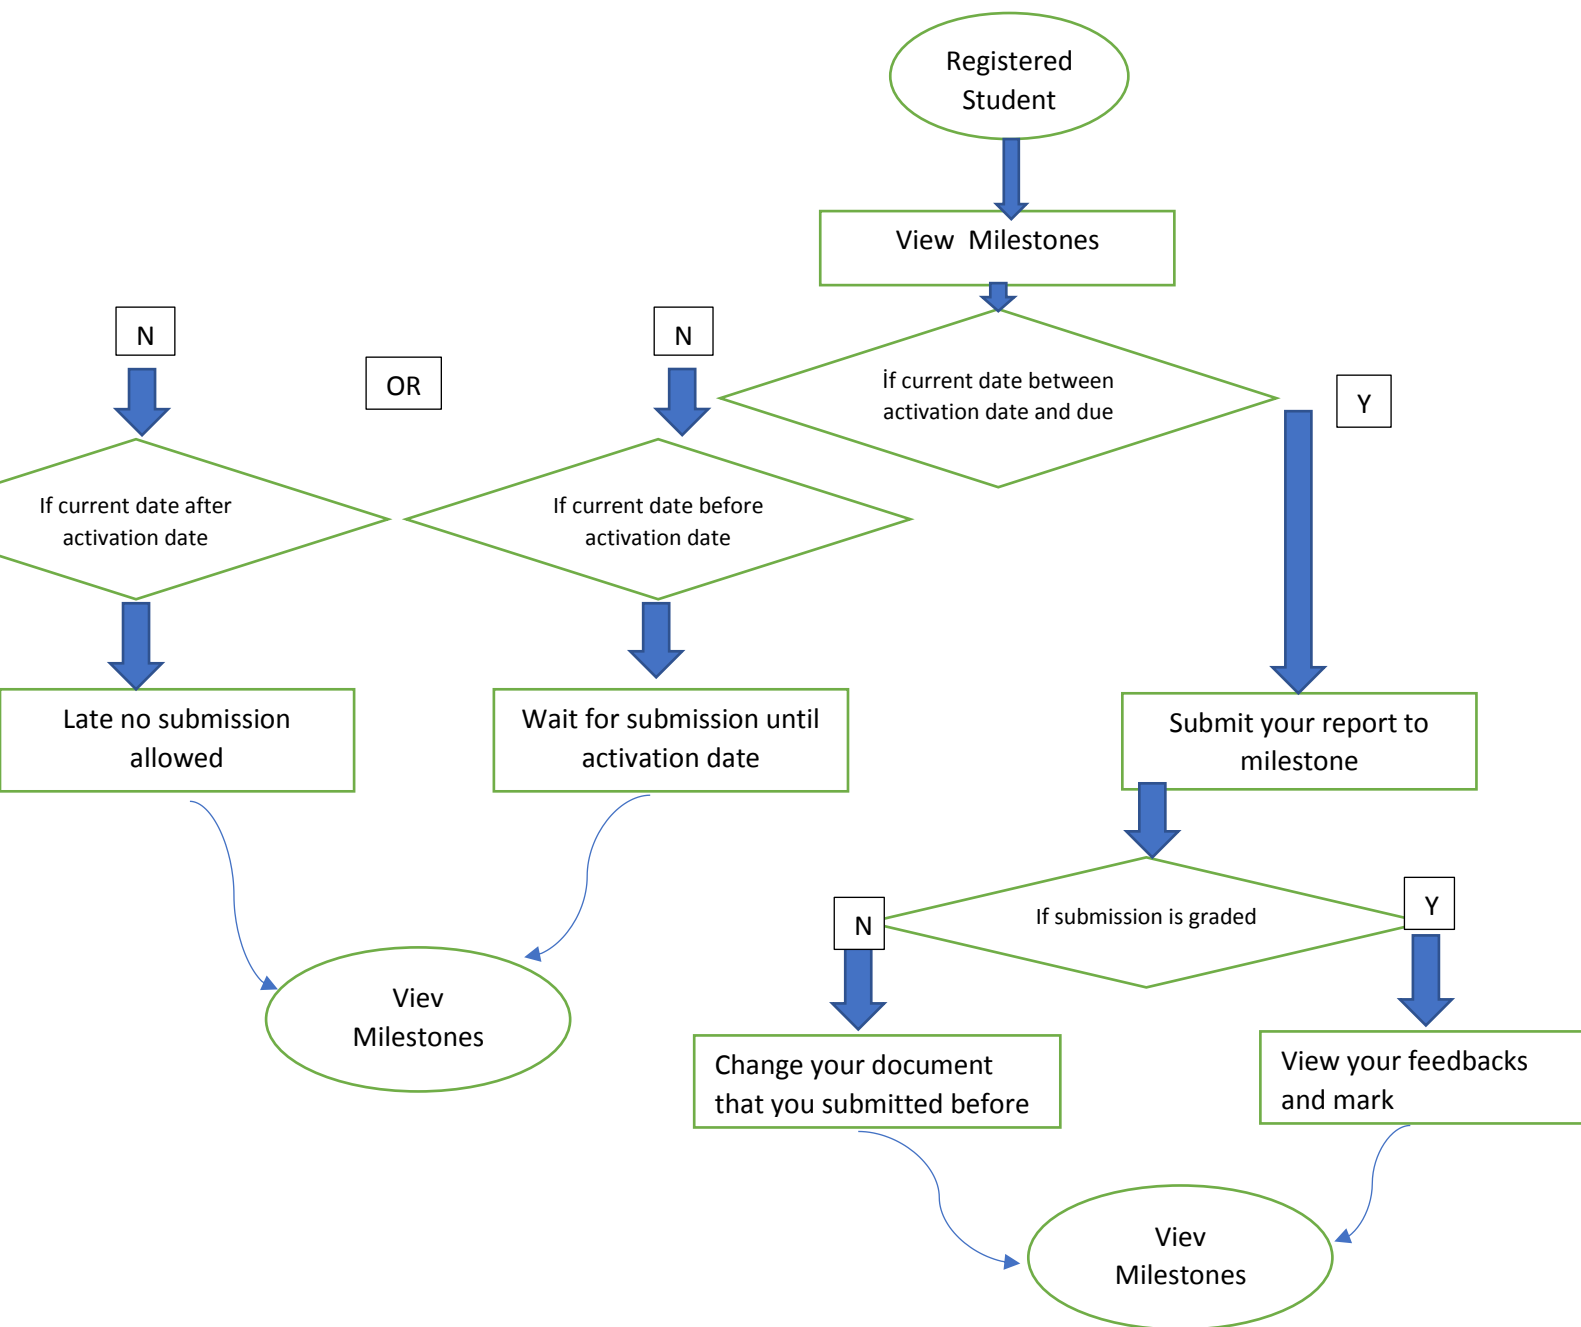 Registered
Student
View  Milestones
N
OR
N
İf current date between
activation date and due
Y
If current date after
activation date
If current date before
activation date
Late no submission
allowed
Wait for submission until
activation date
Submit your report to
milestone
If submission is graded
N
Y
Viev
Milestones
Change your document
that you submitted before
View your feedbacks
and mark
Viev
Milestones